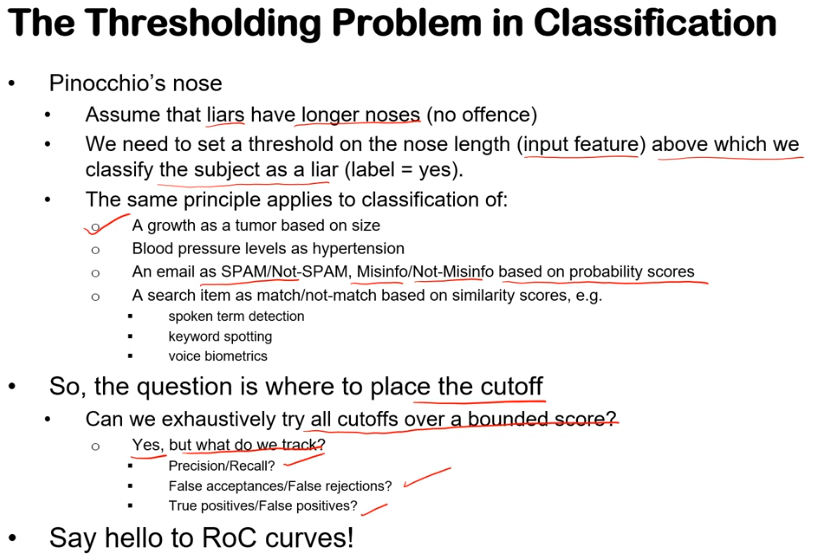 The Thresholding Problem in Classification
• Pinocchio's nose
• Assume that liars have longer noses (no offence)
• We need to set a threshold on the nose length (input feature) above which we
classify the subject as a liar (label = yes).
• The same principle applies to classification of:
o A growth as a tumor based on size
o Blood pressure levels as hypertension
o An email as SPAM/Not-SPAM, Misinfo/Not-Misinfo based on probability scores
o A search item as match/not-match based on similarity scores, e.g.
▪ spoken term detection
▪ keyword spotting
▪ voice biometrics
• So, the question is where to place the cutoff
• Can we exhaustively try all cutoffs over a bounded score?
o Yes, but what do we track?
▪ Precision/Recall?
▪ False acceptances/False rejections?
▪ True positives/False positives?
• Say hello to RoC curves!